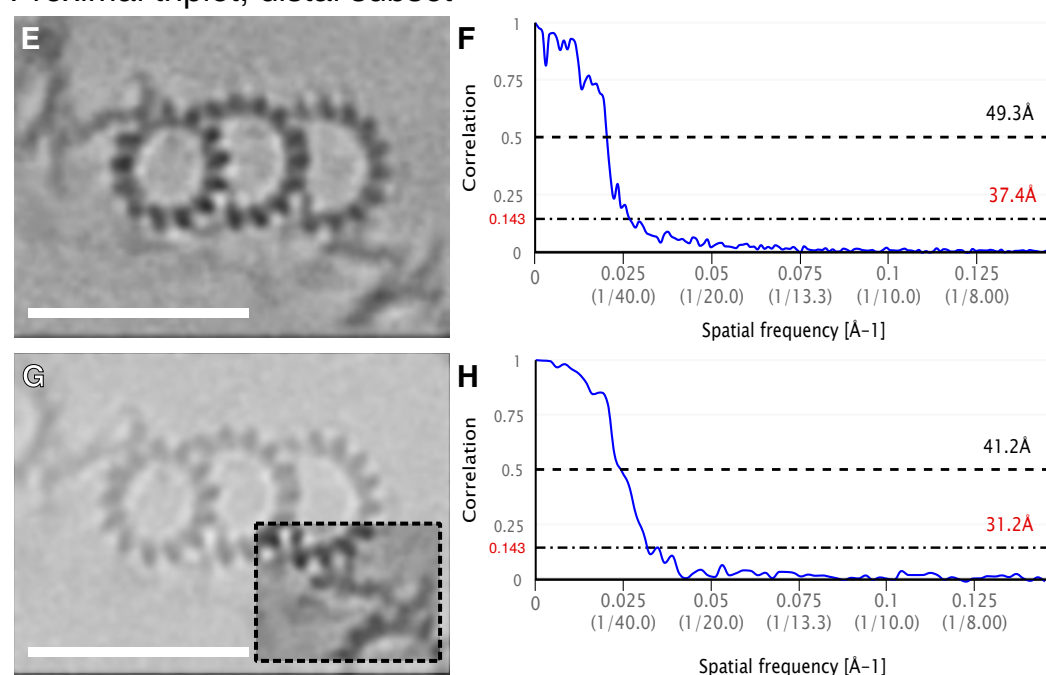 Proximal triplet, distal subset
E
F
1
0.75
0.5
0.25
0.143
0
Correlation
49.3Å
37.4Å
0 0.025 0.05 0.075 0.1 0.125
(1/40.0) (1/20.0) (1/13.3) (1/10.0) (1/8.00)
Spatial frequency [Å-1]
G
H
1
0.75
0.5
0.25
0.143
0
Correlation
41.2Å
31.2Å
0 0.025 0.05 0.075 0.1 0.125
(1/40.0) (1/20.0) (1/13.3) (1/10.0) (1/8.00)
Spatial frequency [Å-1]